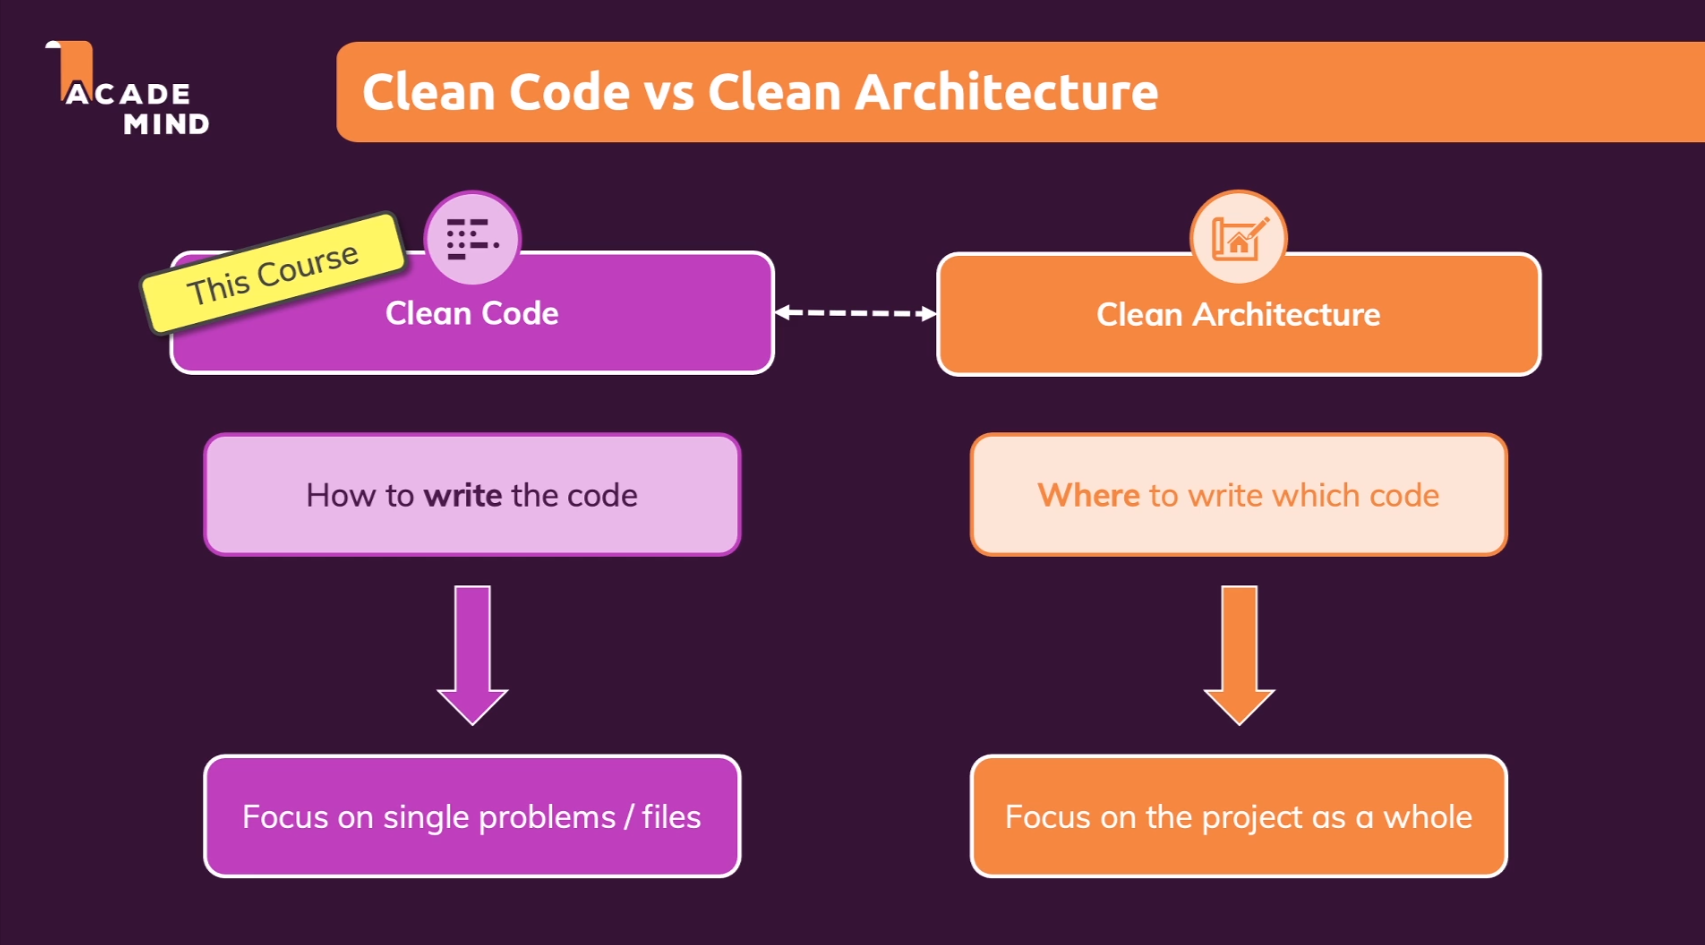 ACADE
MIND
Clean Code vs Clean Architecture
This Course
Clean Code
Clean Architecture
How to write the code
Where to write which code
Focus on single problems / files
Focus on the project as a whole